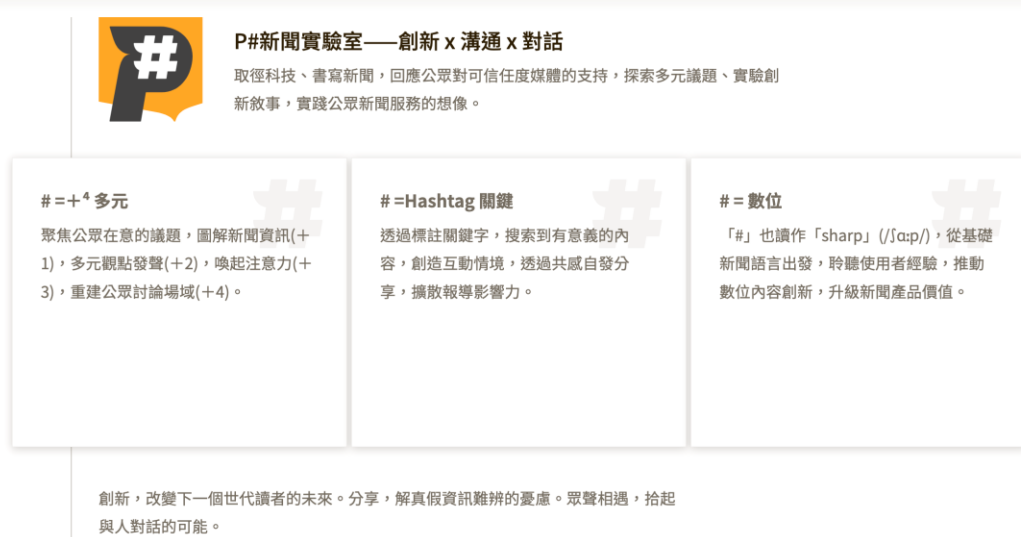 P#
P#新聞實驗室——創新 x 溝通 x 對話
取徑科技、書寫新聞，回應公眾對可信任度媒體的支持，探索多元議題、實驗創
新敘事，實踐公眾新聞服務的想像。
# =＋⁴ 多元
聚焦公眾在意的議題，圖解新聞資訊(＋
1)，多元觀點發聲(＋2)，喚起注意力(＋
3)，重建公眾討論場域(＋4)。
# =Hashtag 關鍵
透過標註關鍵字，搜索到有意義的內
容，創造互動情境，透過共感自發分
享，擴散報導影響力。
# = 數位
「#」也讀作「sharp」(/ʃɑːp/)，從基礎
新聞語言出發，聆聽使用者經驗，推動
數位內容創新，升級新聞產品價值。
創新，改變下一個世代讀者的未來。分享，解真假資訊難辨的憂慮。眾聲相遇，拾起
與人對話的可能。